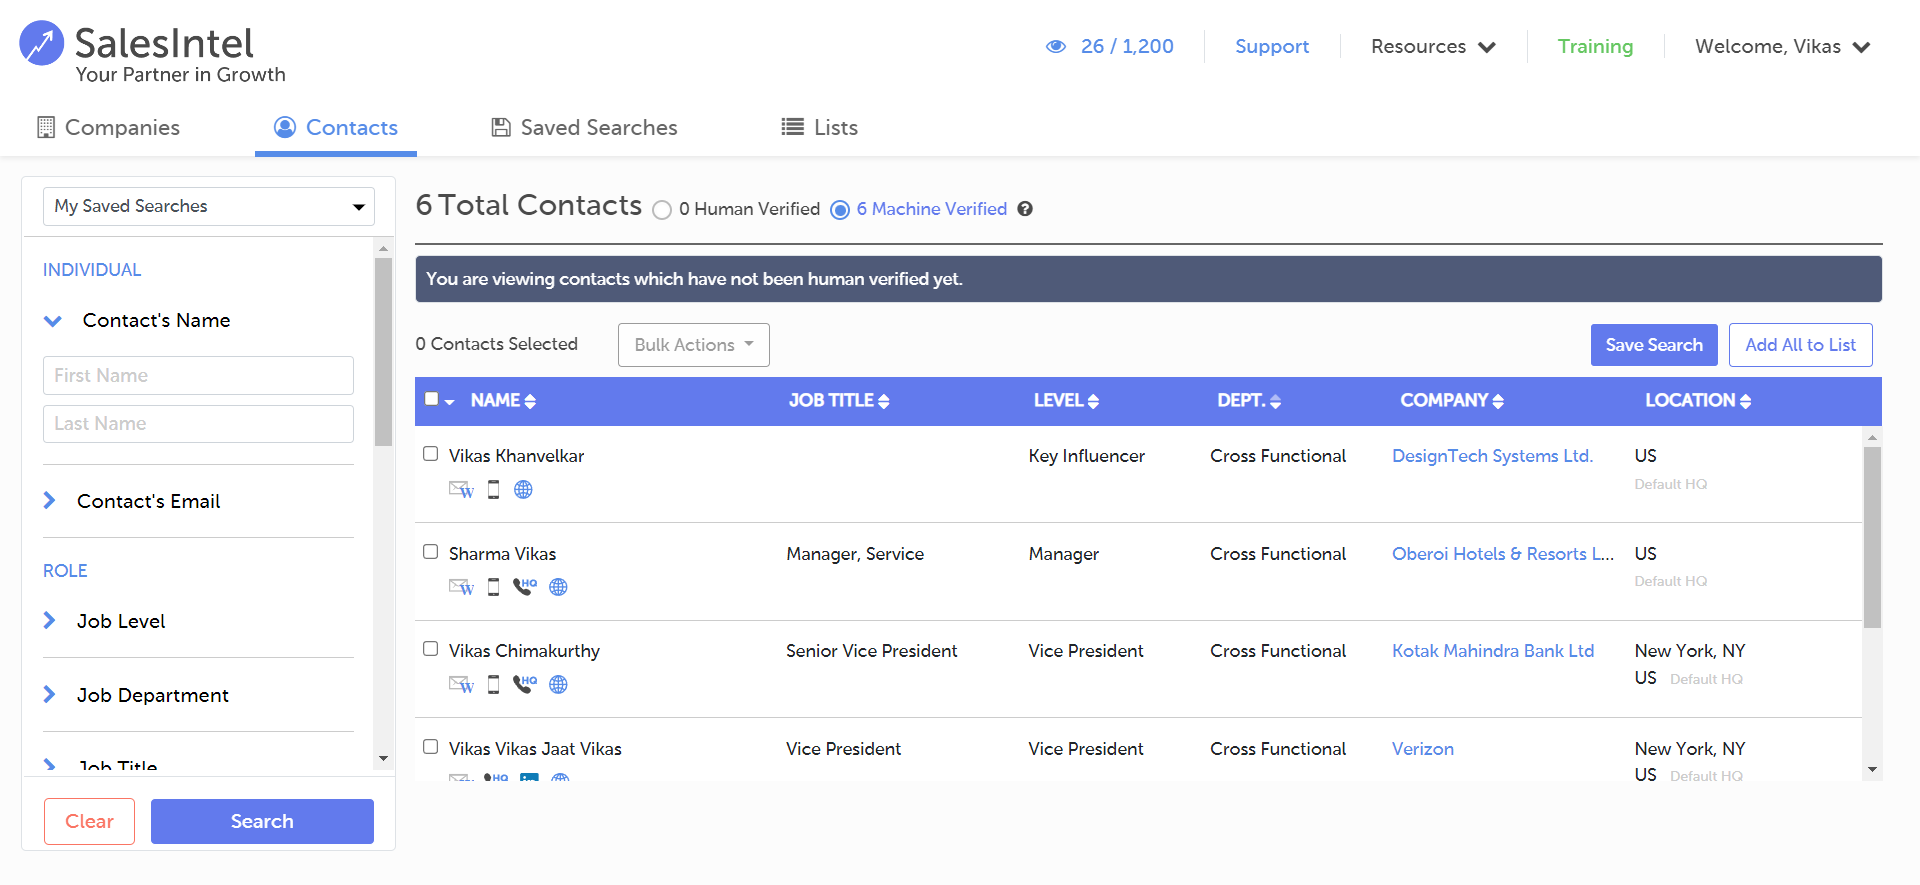 SalesIntel
Your Partner in Growth
26 / 1,200
Support
Resources
Training
Welcome, Vikas
Companies
Contacts
Saved Searches
Lists
My Saved Searches
INDIVIDUAL
Contact's Name
First Name
Last Name
Contact's Email
ROLE
Job Level
Job Department
Job Title
Clear
Search
6 Total Contacts
0 Human Verified
6 Machine Verified
You are viewing contacts which have not been human verified yet.
0 Contacts Selected
Bulk Actions
Save Search
Add All to List
NAME JOB TITLE LEVEL DEPT. COMPANY LOCATION
Vikas Khanvelkar Key Influencer Cross Functional DesignTech Systems Ltd. US
W Default HQ
Sharma Vikas Manager, Service Manager Cross Functional Oberoi Hotels & Resorts L... US
W HQ Default HQ
Vikas Chimakurthy Senior Vice President Vice President Cross Functional Kotak Mahindra Bank Ltd New York, NY
W HQ US Default HQ
Vikas Vikas Jaat Vikas Vice President Vice President Cross Functional Verizon New York, NY
HQ in US Default HQ